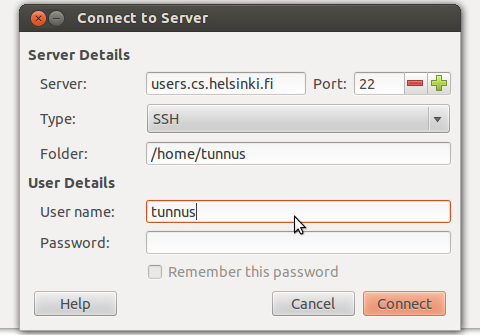 Connect to Server
Server Details
Server: users.cs.helsinki.fi Port: 22
Type: SSH
Folder: /home/tunnus
User Details
User name: tunnus
Password:
Remember this password
Help Cancel Connect